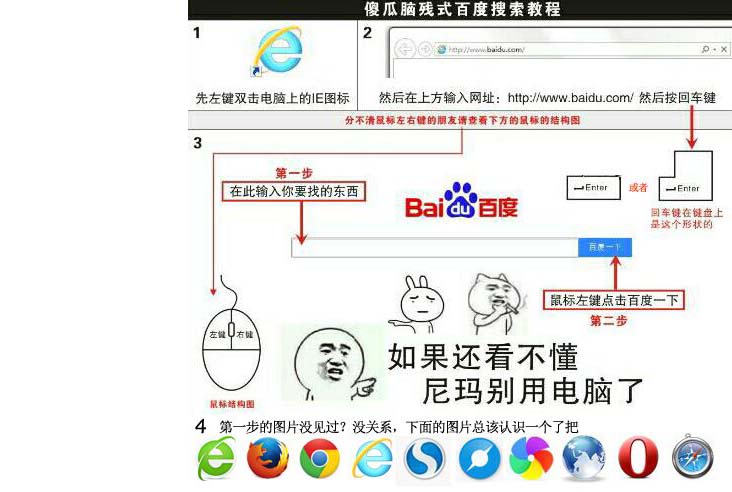 傻瓜脑残式百度搜索教程
1
2
http://www.baidu.com/
先左键双击电脑上的IE图标
然后在上方输入网址：http://www.baidu.com/ 然后按回车键
分不清鼠标左右键的朋友请查看下方的鼠标的结构图
3
第一步
在此输入你要找的东西
Enter
或者
Enter
Baidu百度
回车键在键盘上
是这个形状的
百度一下
鼠标左键点击百度一下
第二步
左键
右键
鼠标结构图
如果还看不懂
尼玛别用电脑了
4 第一步的图片没见过？没关系，下面的图片总该认识一个了把